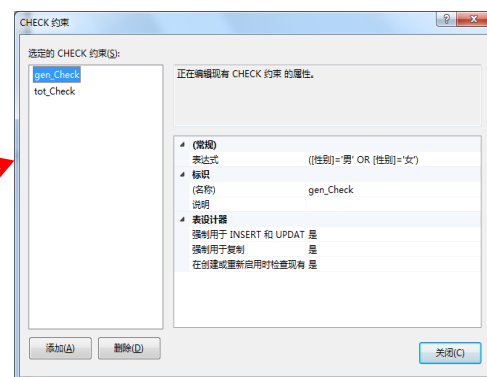 CHECK 约束
选定的 CHECK 约束(S):
gen_Check
tot_Check
正在编辑现有 CHECK 约束 的属性。
(常规)
表达式 ([性别]='男' OR [性别]='女')
标识
(名称) gen_Check
说明
表设计器
强制用于 INSERT 和 UPDAT 是
强制用于复制 是
在创建或重新启用时检查现有 是
添加(A) 删除(D)
关闭(C)